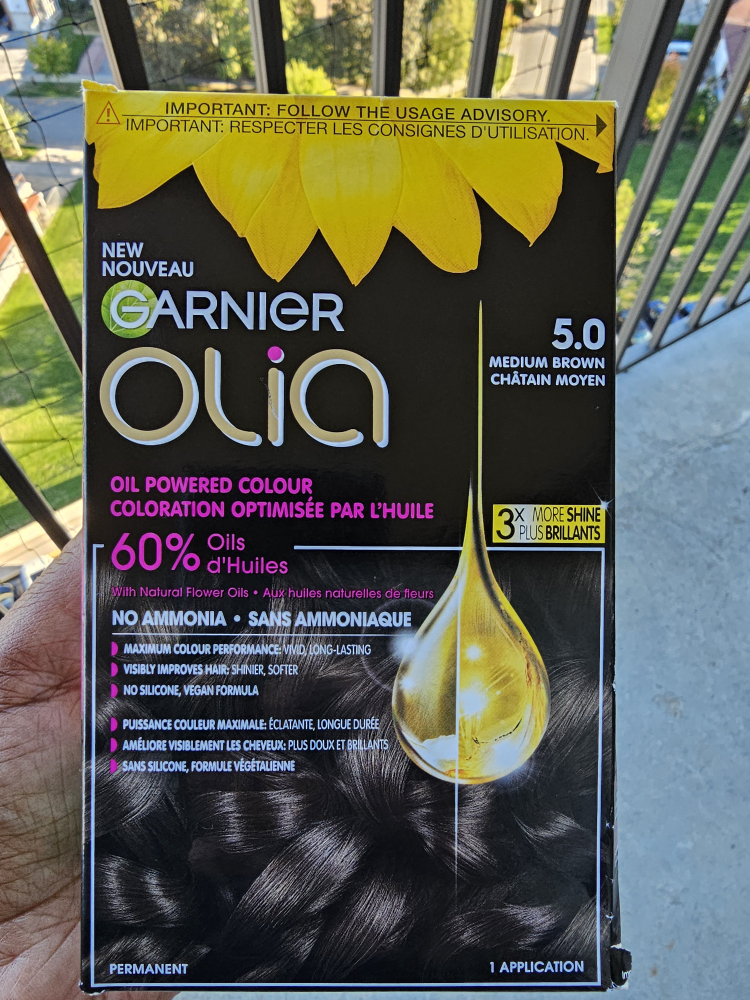 IMPORTANT: FOLLOW THE USAGE ADVISORY.
IMPORTANT: RESPECTER LES CONSIGNES D'UTILISATION.
NEW
NOUVEAU
GARNIER
OLIA
5.0
MEDIUM BROWN
CHÂTAIN MOYEN
OIL POWERED COLOUR
COLORATION OPTIMISÉE PAR L'HUILE
3X MORE SHINE
PLUS BRILLANTS
60% Oils
d'Huiles
With Natural Flower Oils • Aux huiles naturelles de fleurs
NO AMMONIA • SANS AMMONIAQUE
MAXIMUM COLOUR PERFORMANCE: VIVID, LONG-LASTING
VISIBLY IMPROVES HAIR: SHINIER, SOFTER
NO SILICONE, VEGAN FORMULA
PUISSANCE COULEUR MAXIMALE: ÉCLATANTE, LONGUE DURÉE
AMÉLIORE VISIBLEMENT LES CHEVEUX: PLUS DOUX ET BRILLANTS
SANS SILICONE, FORMULE VÉGÉTALIENNE
PERMANENT
1 APPLICATION